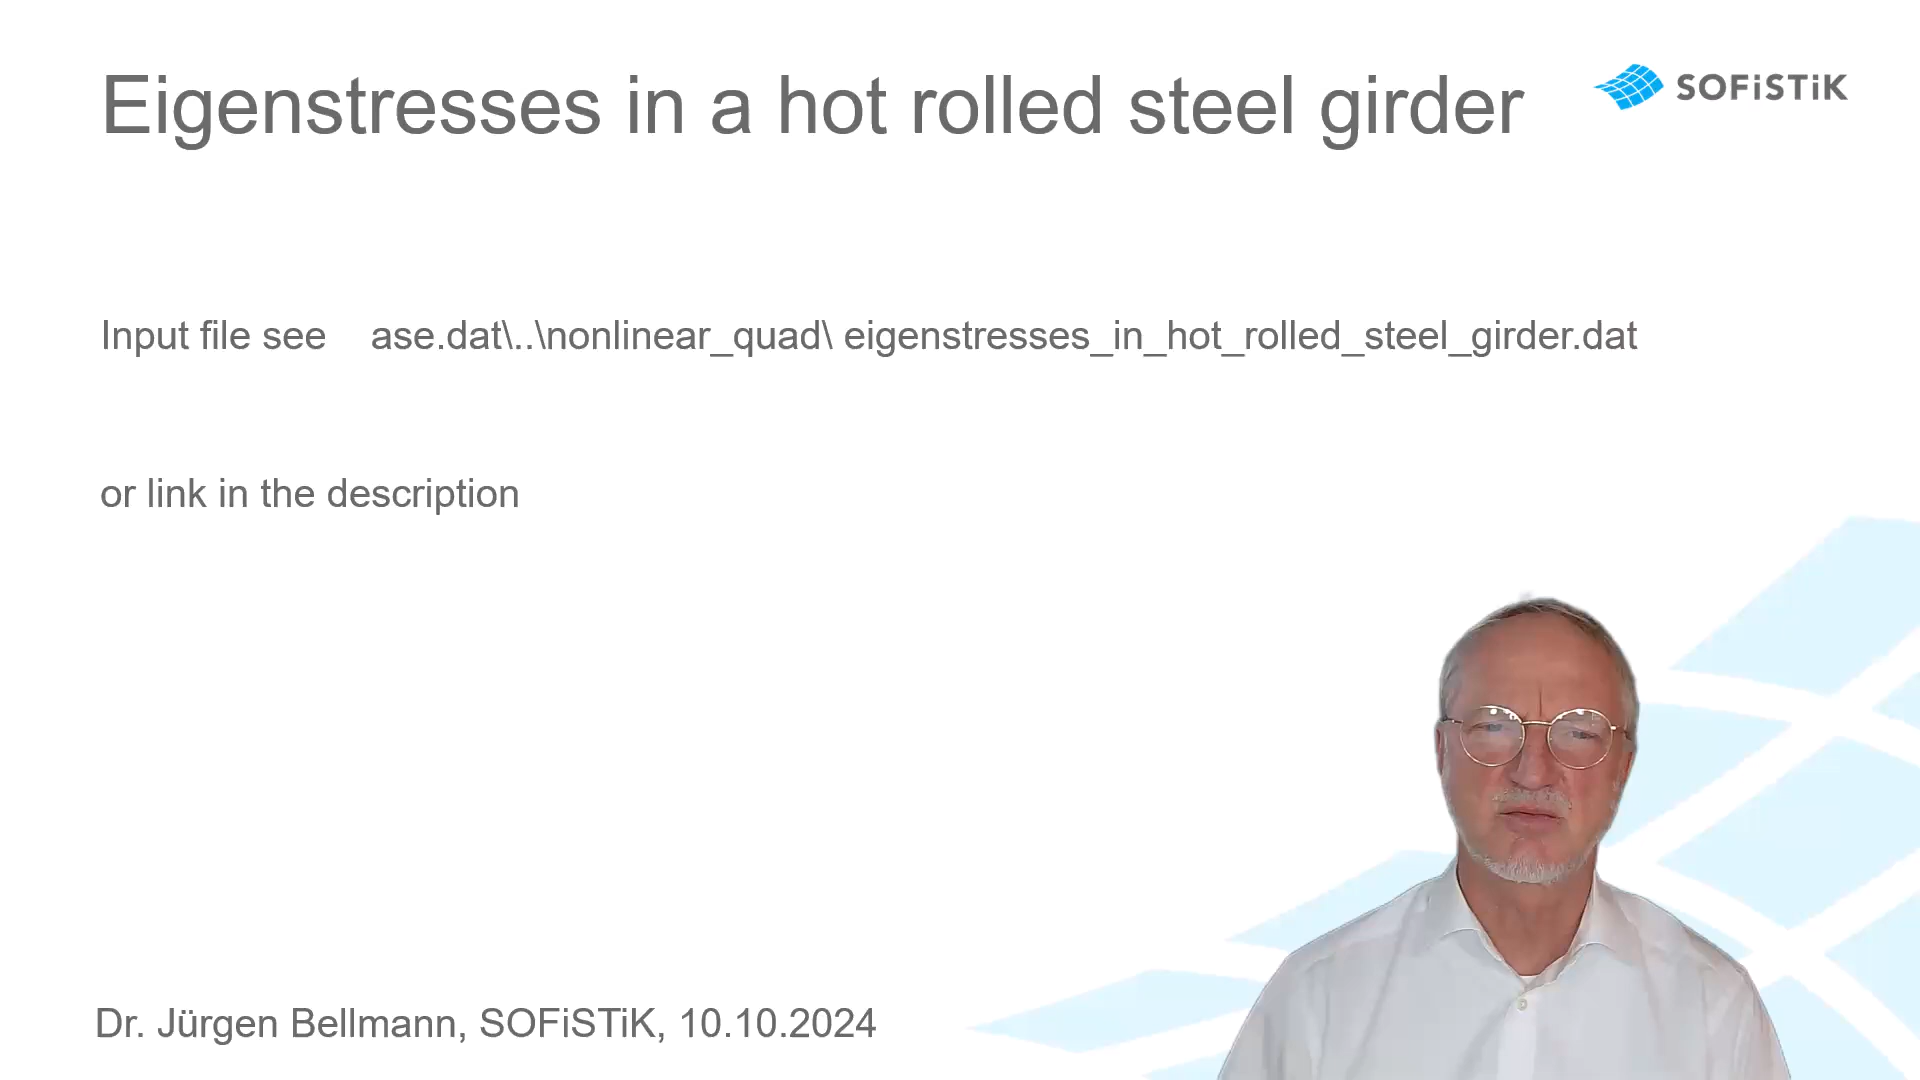 Eigenstresses in a hot rolled steel girder
SOFiSTiK
Input file see ase.dat\..\nonlinear_quad\ eigenstresses_in_hot_rolled_steel_girder.dat
or link in the description
Dr. Jürgen Bellmann, SOFiSTiK, 10.10.2024